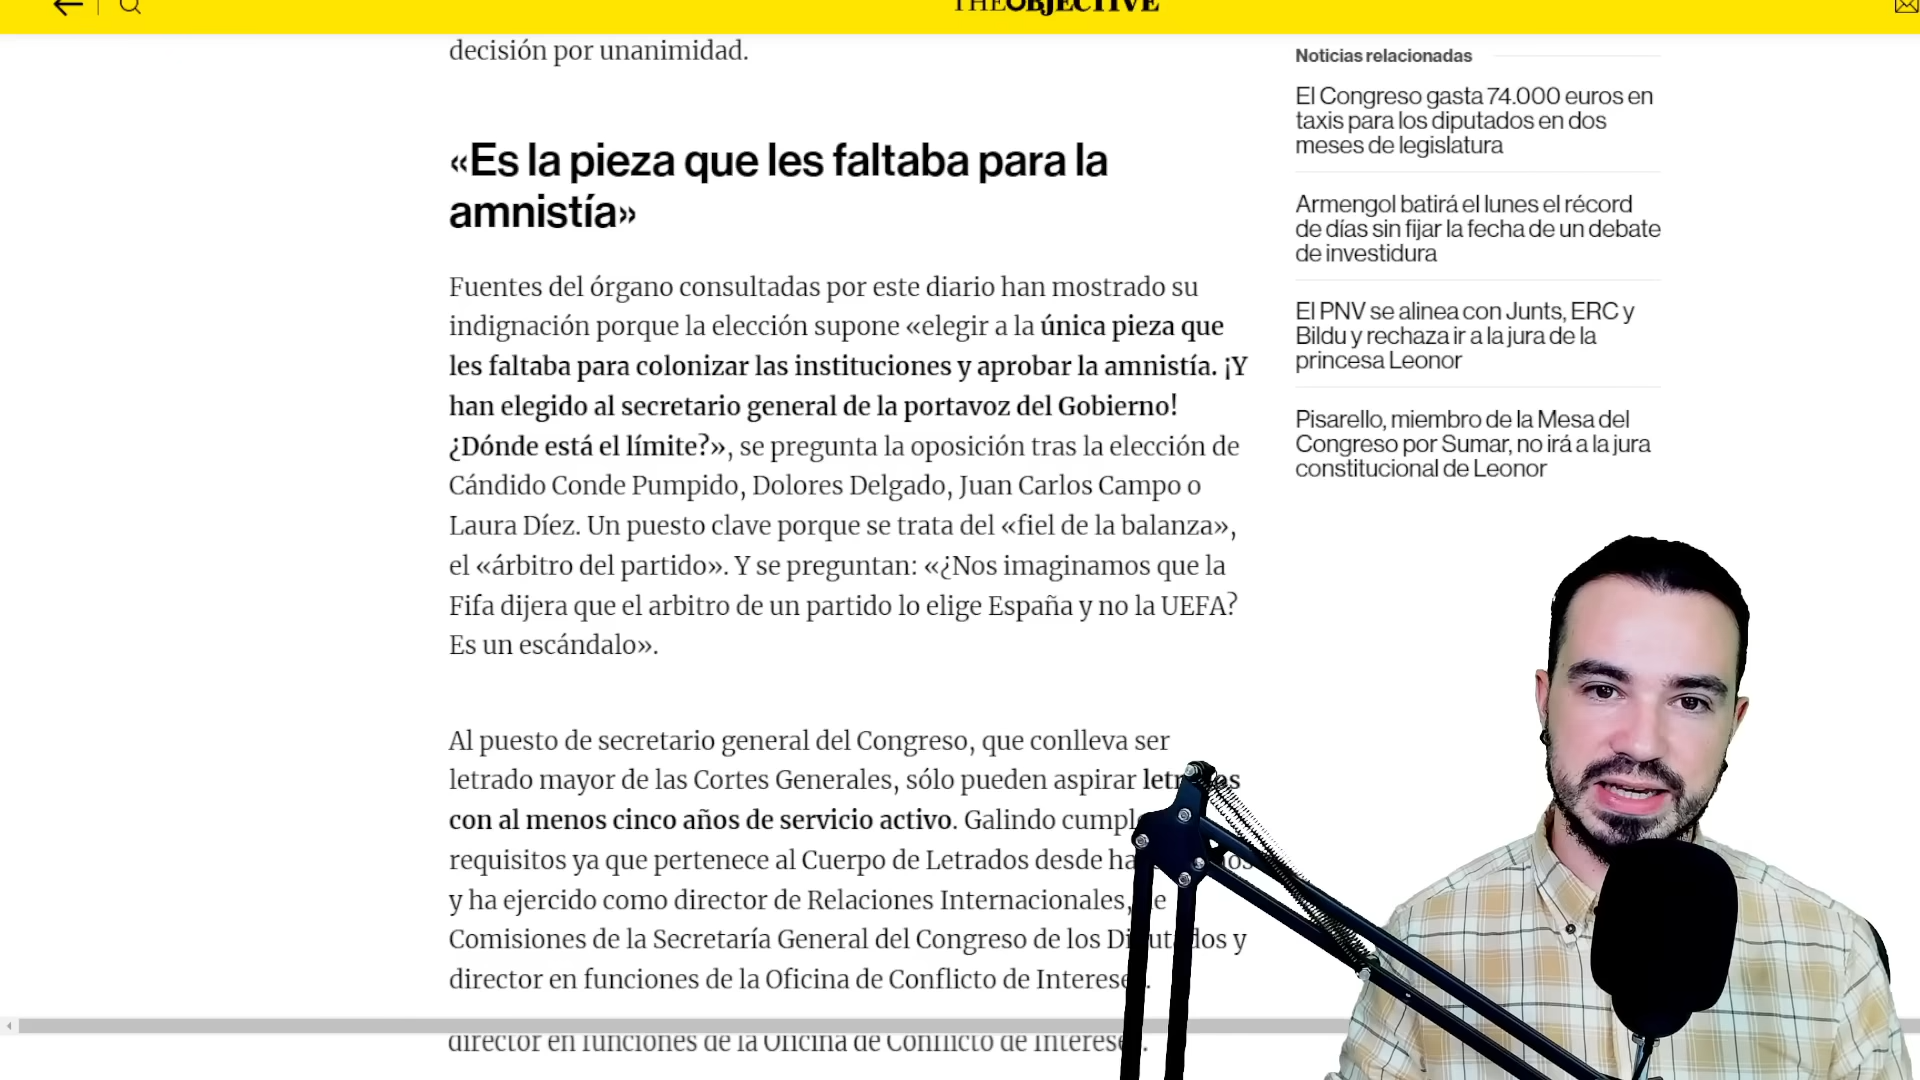 THEOBJECTIVE
decisión por unanimidad.
«Es la pieza que les faltaba para la
amnistía»
Fuentes del órgano consultadas por este diario han mostrado su
indignación porque la elección supone «elegir a la única pieza que
les faltaba para colonizar las instituciones y aprobar la amnistía. ¡Y
han elegido al secretario general de la portavoz del Gobierno!
¿Dónde está el límite?», se pregunta la oposición tras la elección de
Cándido Conde Pumpido, Dolores Delgado, Juan Carlos Campo o
Laura Díez. Un puesto clave porque se trata del «fiel de la balanza»,
el «árbitro del partido». Y se preguntan: «¿Nos imaginamos que la
Fifa dijera que el arbitro de un partido lo elige España y no la UEFA?
Es un escándalo».
Al puesto de secretario general del Congreso, que conlleva ser
letrado mayor de las Cortes Generales, sólo pueden aspirar
con al menos cinco años de servicio activo. Galindo
requisitos ya que pertenece al Cuerpo de Letrados desde
y ha ejercido como director de Relaciones Internacionales,
Comisiones de la Secretaría General del Congreso de los Diputados y
director en funciones de la Oficina de Conflicto de
director en funciones de la Oficina de Conflicto de
Noticias relacionadas
El Congreso gasta 74.000 euros en
taxis para los diputados en dos
meses de legislatura
Armengol batirá el lunes el récord
de días sin fijar la fecha de un debate
de investidura
El PNV se alinea con Junts, ERC y
Bildu y rechaza ir a la jura de la
princesa Leonor
Pisarello, miembro de la Mesa del
Congreso por Sumar, no irá a la jura
constitucional de Leonor